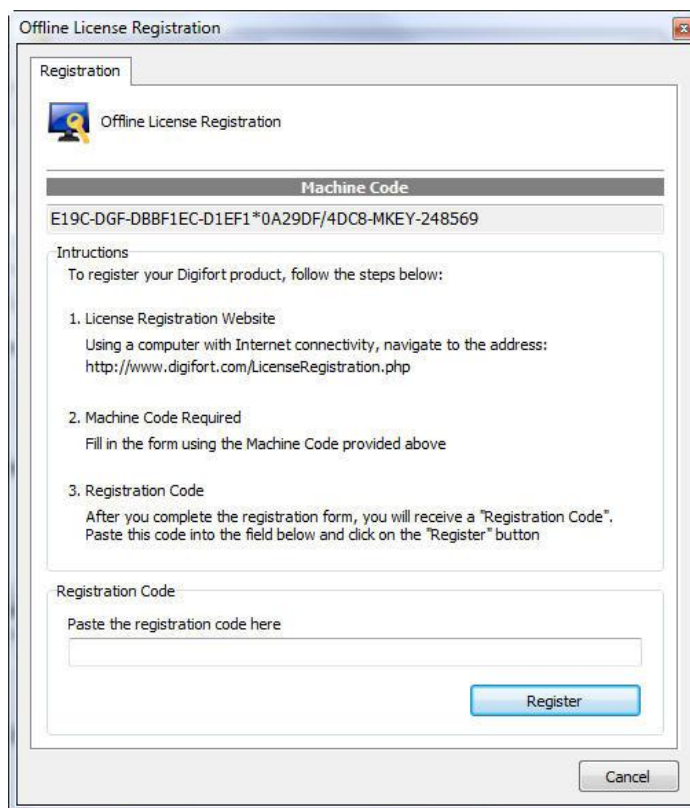 Offline License Registration
Registration
Offline License Registration
Machine Code
E19C-DGF-DBBF1EC-D1EF1*0A29DF/4DC8-MKEY-248569
Intructions
To register your Digifort product, follow the steps below:
1. License Registration Website
Using a computer with Internet connectivity, navigate to the address:
http://www.digifort.com/LicenseRegistration.php
2. Machine Code Required
Fill in the form using the Machine Code provided above
3. Registration Code
After you complete the registration form, you will receive a "Registration Code".
Paste this code into the field below and click on the "Register" button
Registration Code
Paste the registration code here
Register
Cancel